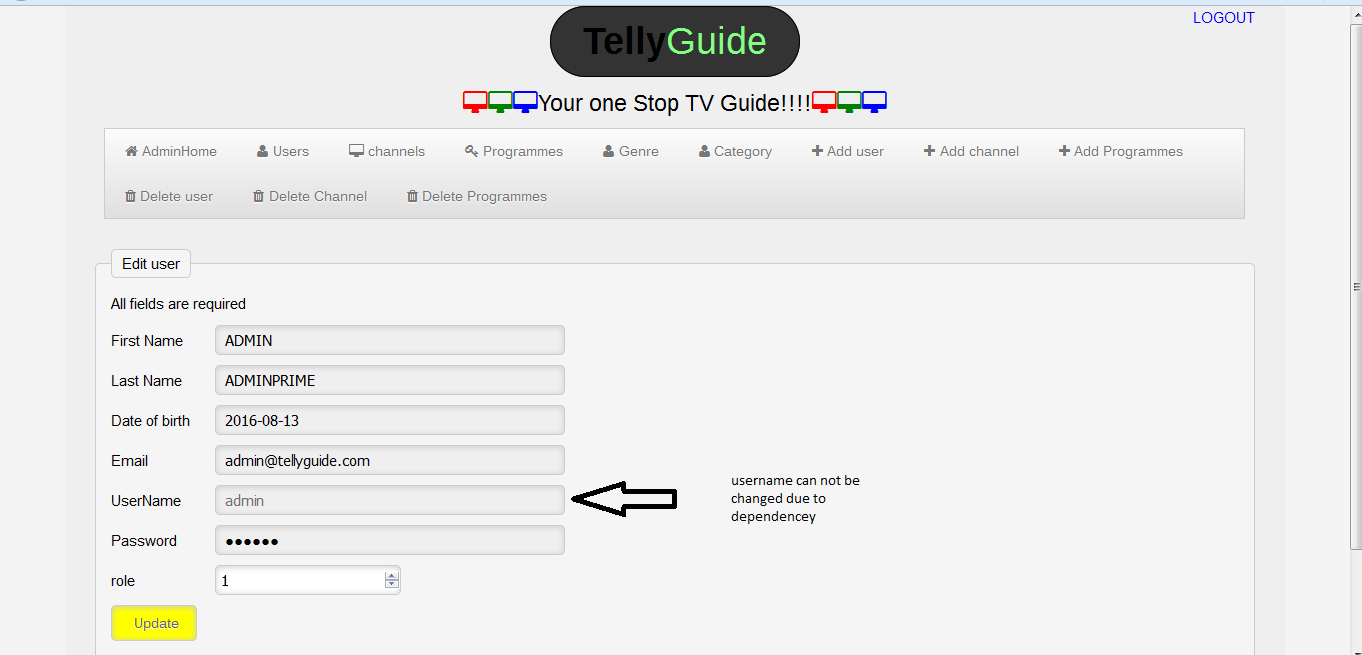 LOGOUT
TellyGuide
Your one Stop TV Guide!!!!
AdminHome Users channels Programmes Genre Category Add user Add channel Add Programmes
Delete user Delete Channel Delete Programmes
Edit user
All fields are required
First Name ADMIN
Last Name ADMINPRIME
Date of birth 2016-08-13
Email admin@tellyguide.com
UserName admin
username can not be
changed due to
dependencey
Password ●●●●●●
role 1
Update